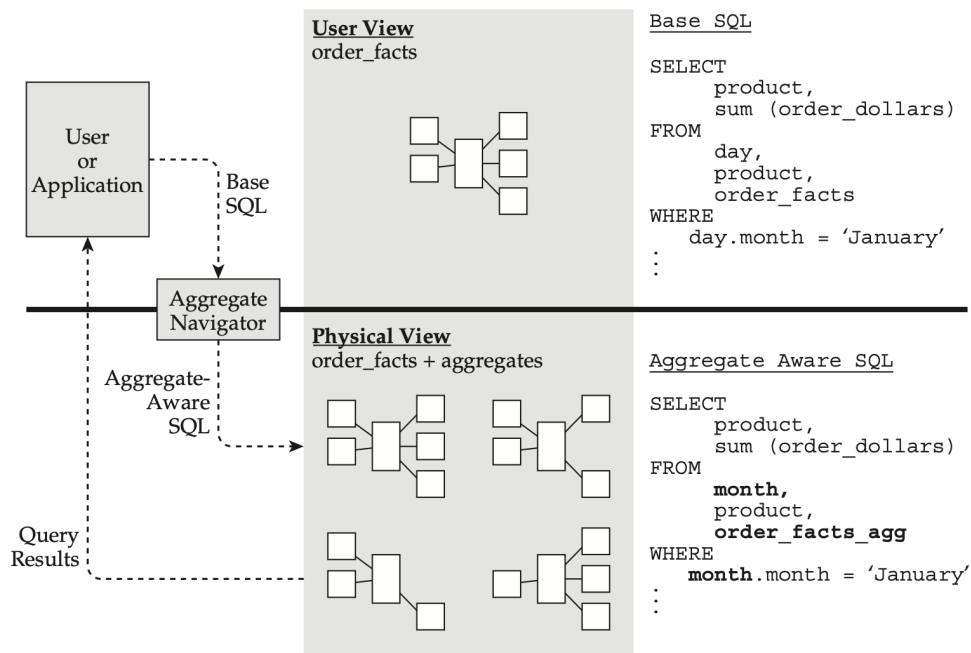 User View
order_facts
User
or
Application
Base
SQL
Aggregate
Navigator
Physical View
order_facts + aggregates
Aggregate-
Aware
SQL
Query
Results
Base SQL
SELECT
product,
sum (order_dollars)
FROM
day,
product,
order_facts
WHERE
day.month = ‘January’
⋮
Aggregate Aware SQL
SELECT
product,
sum (order_dollars)
FROM
month,
product,
order_facts_agg
WHERE
month.month = ‘January’
⋮